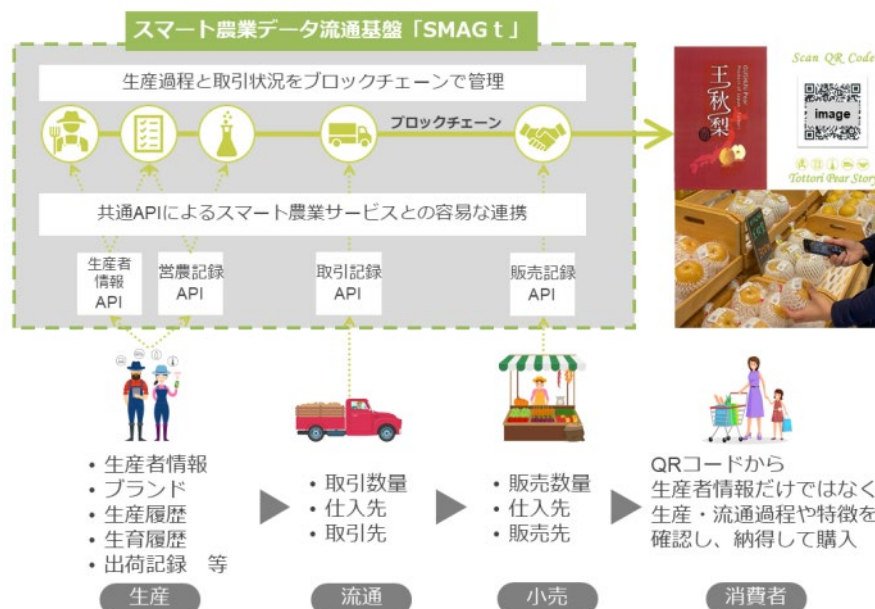 スマート農業データ流通基盤「SMAGｔ」
生産過程と取引状況をブロックチェーンで管理
ブロックチェーン
共通APIによるスマート農業サービスとの容易な連携
生産者
情報
API
営農記録
API
取引記録
API
販売記録
API
王秋梨
Scan QR Code
image
Tottori Pear Story
・生産者情報
・ブランド
・生産履歴
・生育履歴
・出荷記録　等
・取引数量
・仕入先
・取引先
・販売数量
・仕入先
・販売先
QRコードから
生産者情報だけではなく
生産・流通過程や特徴を
確認し、納得して購入
生産
流通
小売
消費者